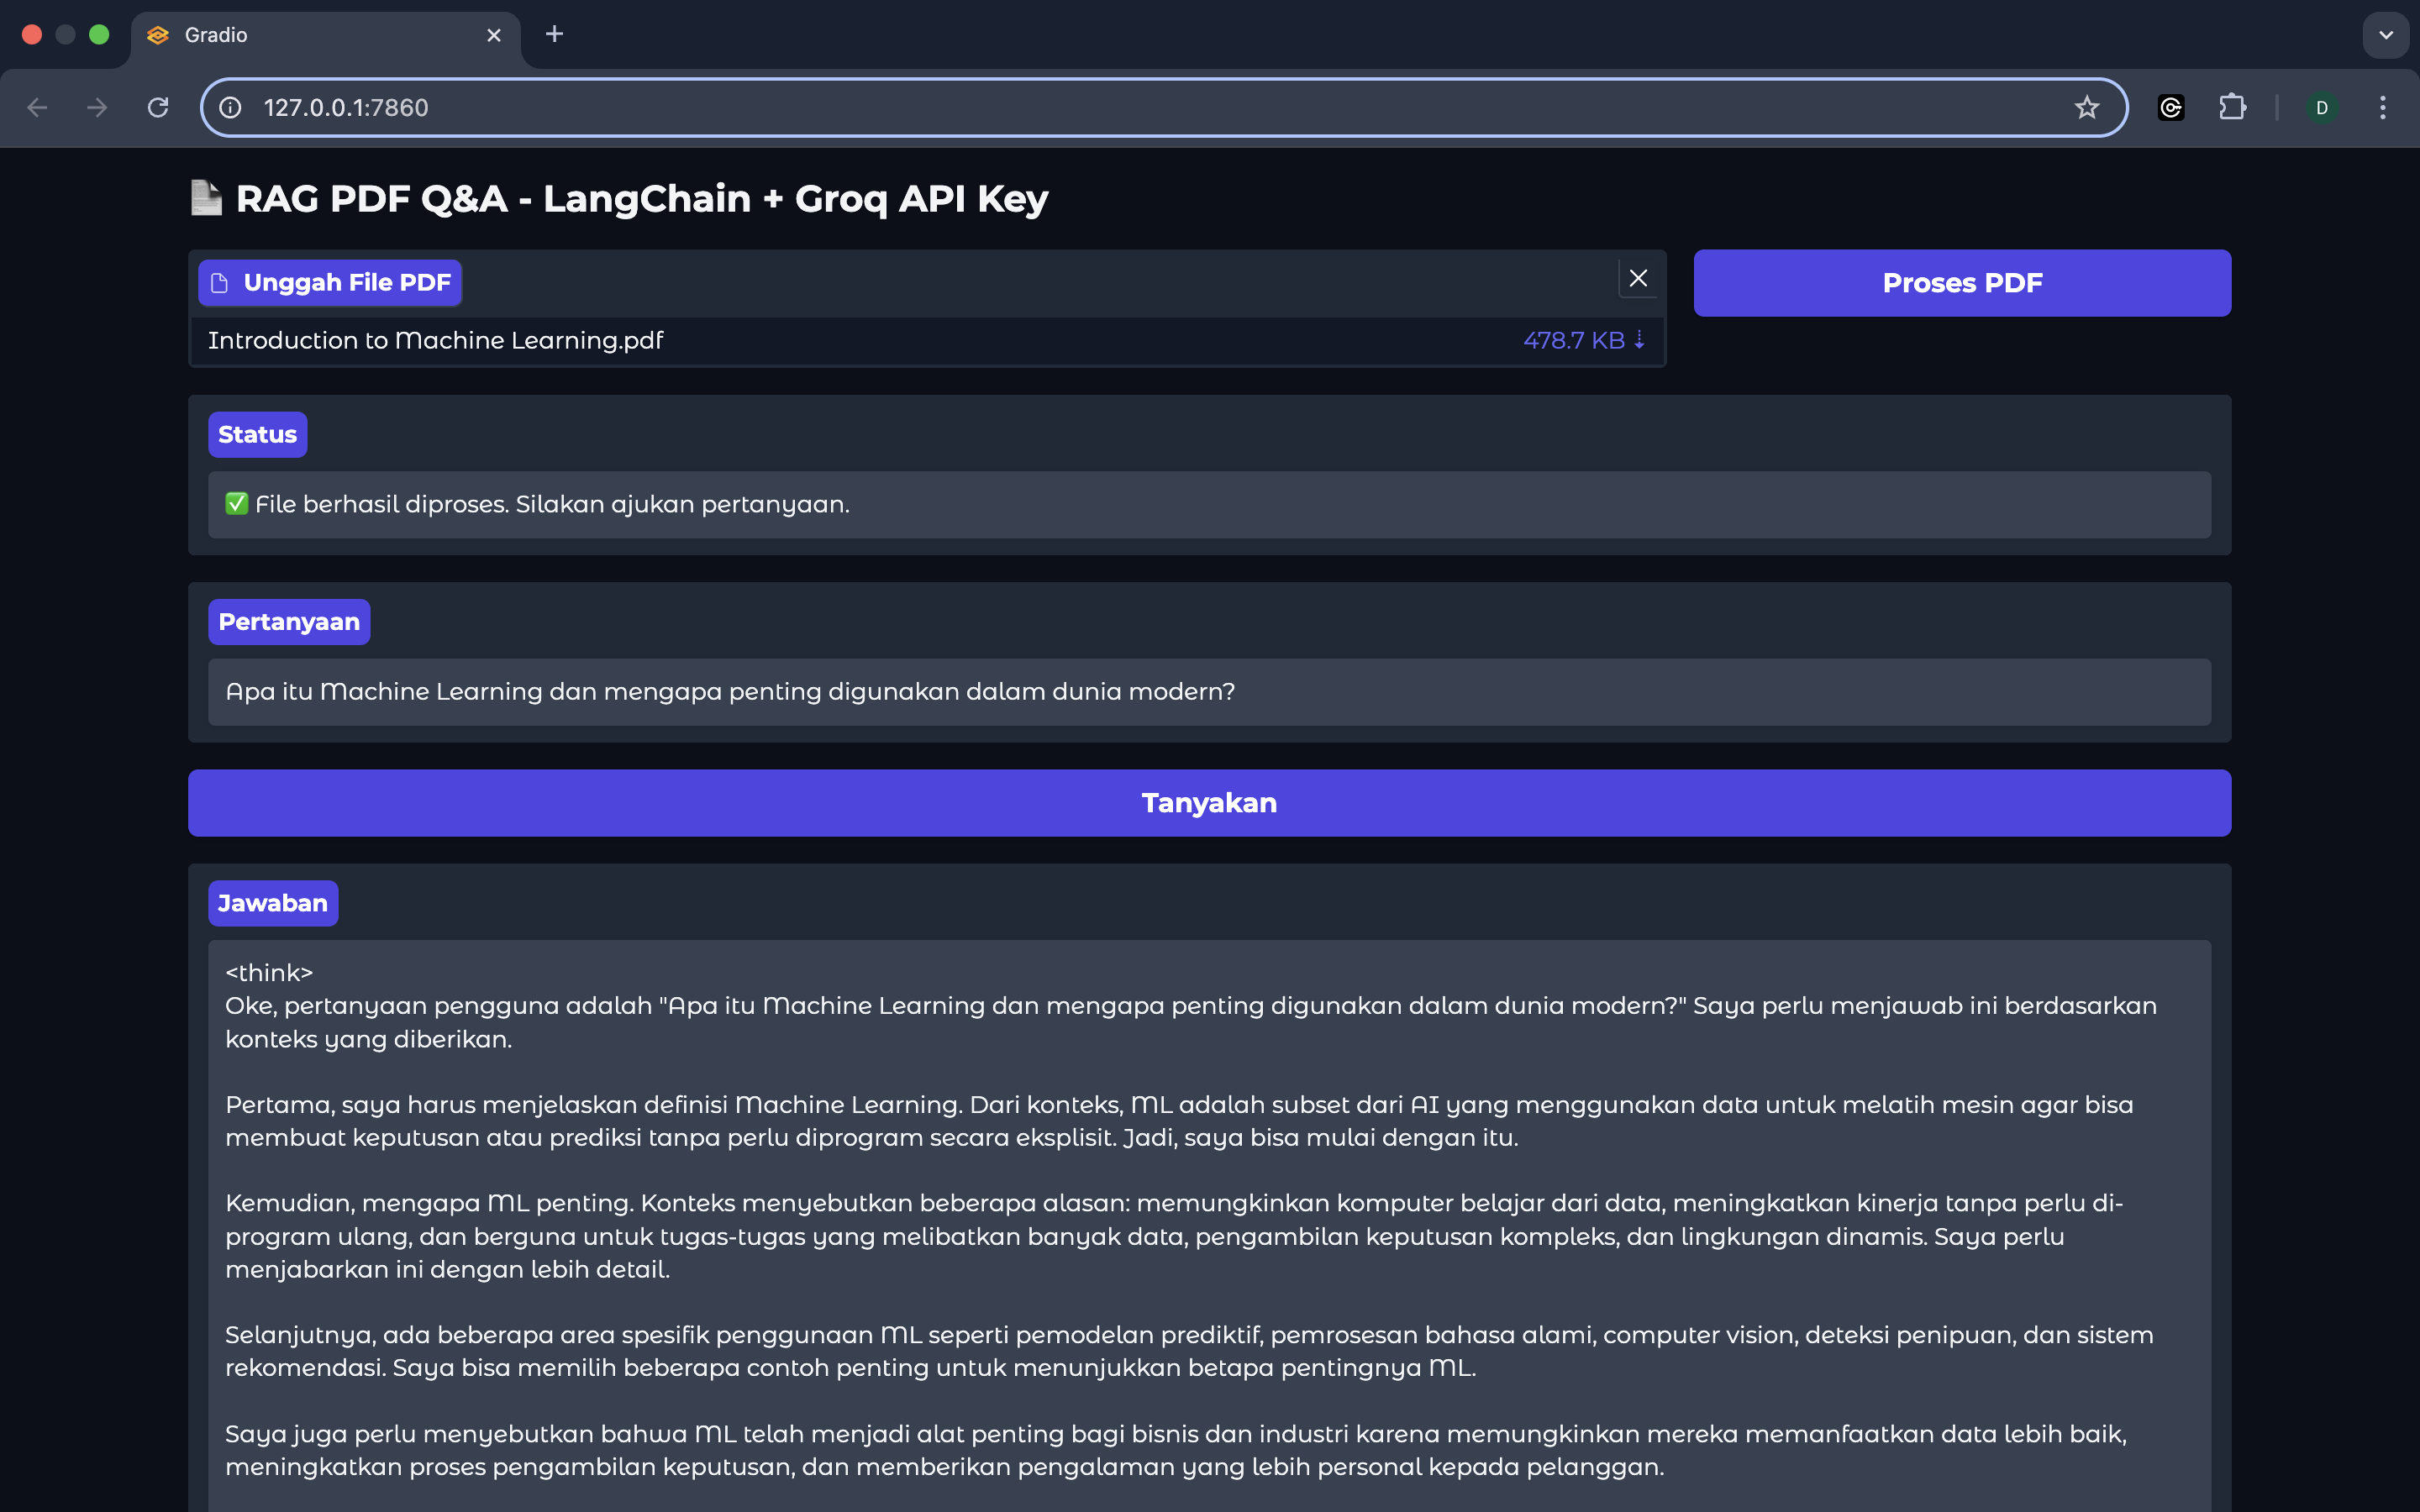 Gradio
127.0.0.1:7860
D
RAG PDF Q&A - LangChain + Groq API Key
Unggah File PDF
Proses PDF
Introduction to Machine Learning.pdf 478.7 KB ⇣
Status
✅ File berhasil diproses. Silakan ajukan pertanyaan.
Pertanyaan
Apa itu Machine Learning dan mengapa penting digunakan dalam dunia modern?
Tanyakan
Jawaban
<think>
Oke, pertanyaan pengguna adalah "Apa itu Machine Learning dan mengapa penting digunakan dalam dunia modern?" Saya perlu menjawab ini berdasarkan
konteks yang diberikan.
Pertama, saya harus menjelaskan definisi Machine Learning. Dari konteks, ML adalah subset dari AI yang menggunakan data untuk melatih mesin agar bisa
membuat keputusan atau prediksi tanpa perlu diprogram secara eksplisit. Jadi, saya bisa mulai dengan itu.
Kemudian, mengapa ML penting. Konteks menyebutkan beberapa alasan: memungkinkan komputer belajar dari data, meningkatkan kinerja tanpa perlu di-
program ulang, dan berguna untuk tugas-tugas yang melibatkan banyak data, pengambilan keputusan kompleks, dan lingkungan dinamis. Saya perlu
menjabarkan ini dengan lebih detail.
Selanjutnya, ada beberapa area spesifik penggunaan ML seperti pemodelan prediktif, pemrosesan bahasa alami, computer vision, deteksi penipuan, dan sistem
rekomendasi. Saya bisa memilih beberapa contoh penting untuk menunjukkan betapa pentingnya ML.
Saya juga perlu menyebutkan bahwa ML telah menjadi alat penting bagi bisnis dan industri karena memungkinkan mereka memanfaatkan data lebih baik,
meningkatkan proses pengambilan keputusan, dan memberikan pengalaman yang lebih personal kepada pelanggan.